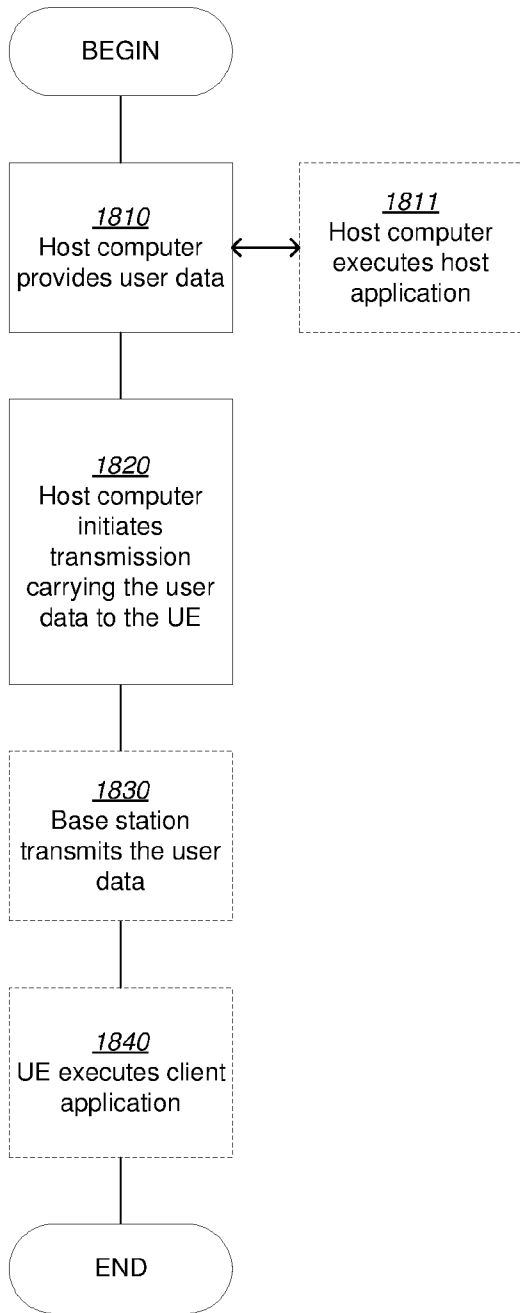 BEGIN
1810
Host computer
provides user data
1811
Host computer
executes host
application
1820
Host computer
initiates
transmission
carrying the user
data to the UE
1830
Base station
transmits the user
data
1840
UE executes client
application
END